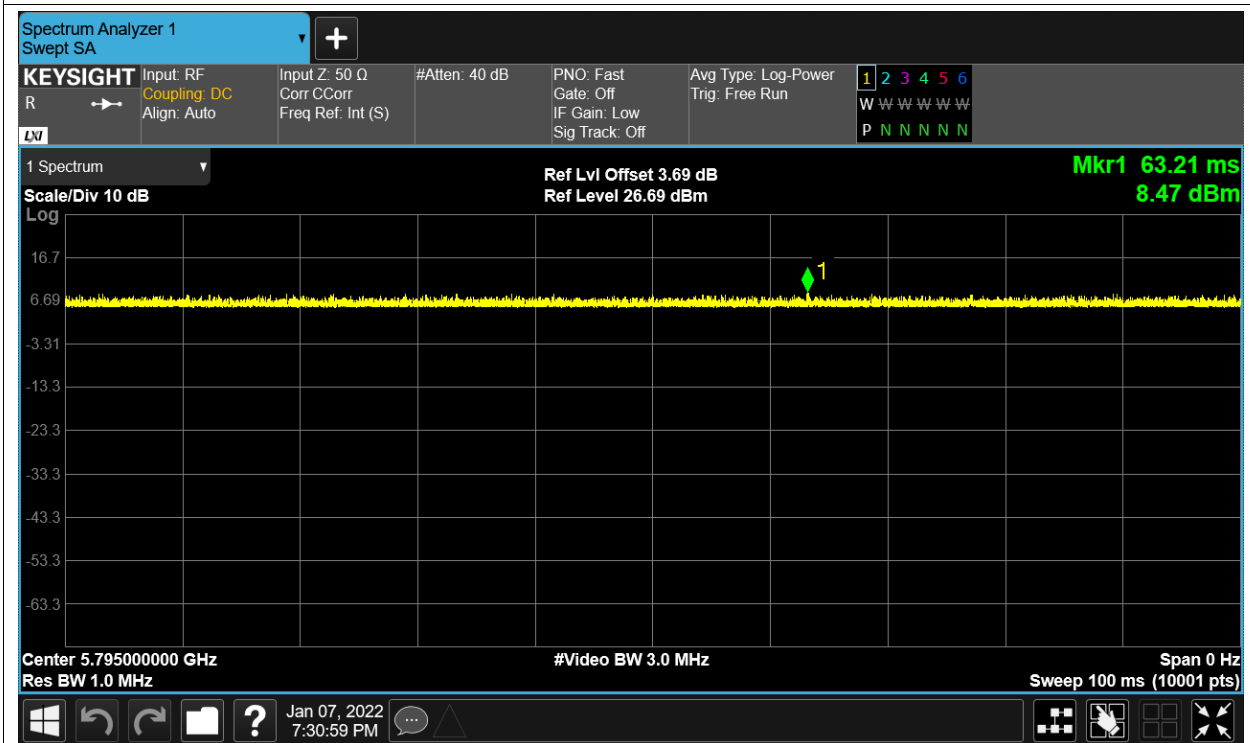 Spectrum Analyzer 1
Swept SA
KEYSIGHT
R
LXI
Input: RF
Coupling: DC
Align: Auto
Input Z: 50 Ω
Corr CCorr
Freq Ref: Int (S)
#Atten: 40 dB
PNO: Fast
Gate: Off
IF Gain: Low
Sig Track: Off
Avg Type: Log-Power
Trig: Free Run
1 2 3 4 5 6
W W W W W W
P N N N N N
1 Spectrum
Scale/Div 10 dB
Log
Ref Lvl Offset 3.69 dB
Ref Level 26.69 dBm
Mkr1 63.21 ms
8.47 dBm
1
16.7
6.69
-3.31
-13.3
-23.3
-33.3
-43.3
-53.3
-63.3
Center 5.795000000 GHz
Res BW 1.0 MHz
#Video BW 3.0 MHz
Span 0 Hz
Sweep 100 ms (10001 pts)
?
Jan 07, 2022
7:30:59 PM